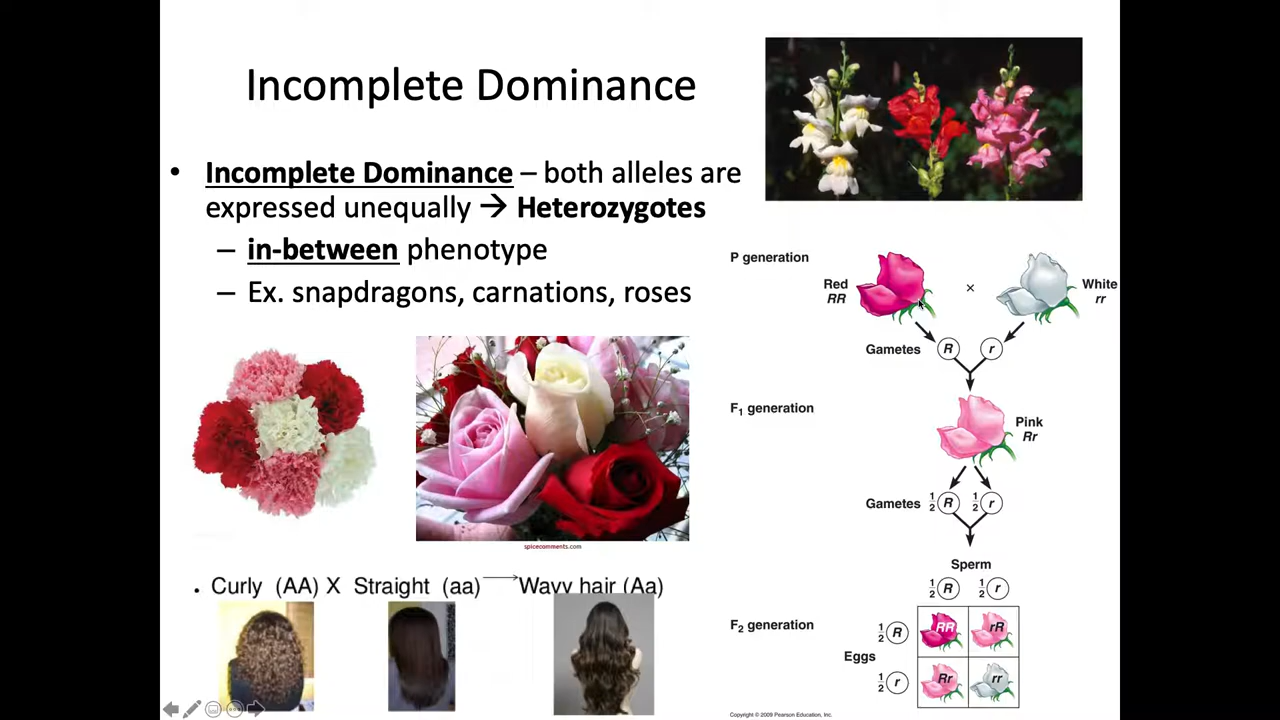 Incomplete Dominance
• Incomplete Dominance – both alleles are
expressed unequally → Heterozygotes
– in-between phenotype
– Ex. snapdragons, carnations, roses
spicecomments.com
• Curly (AA) X Straight (aa) → Wavy hair (Aa)
P generation
Red
RR
×
White
rr
Gametes
R
r
F₁ generation
Pink
Rr
Gametes
1/2 R
1/2 r
Sperm
1/2 R
1/2 r
F₂ generation
Eggs
1/2 R
1/2 r
RR
rR
Rr
rr
Copyright © 2009 Pearson Education, Inc.